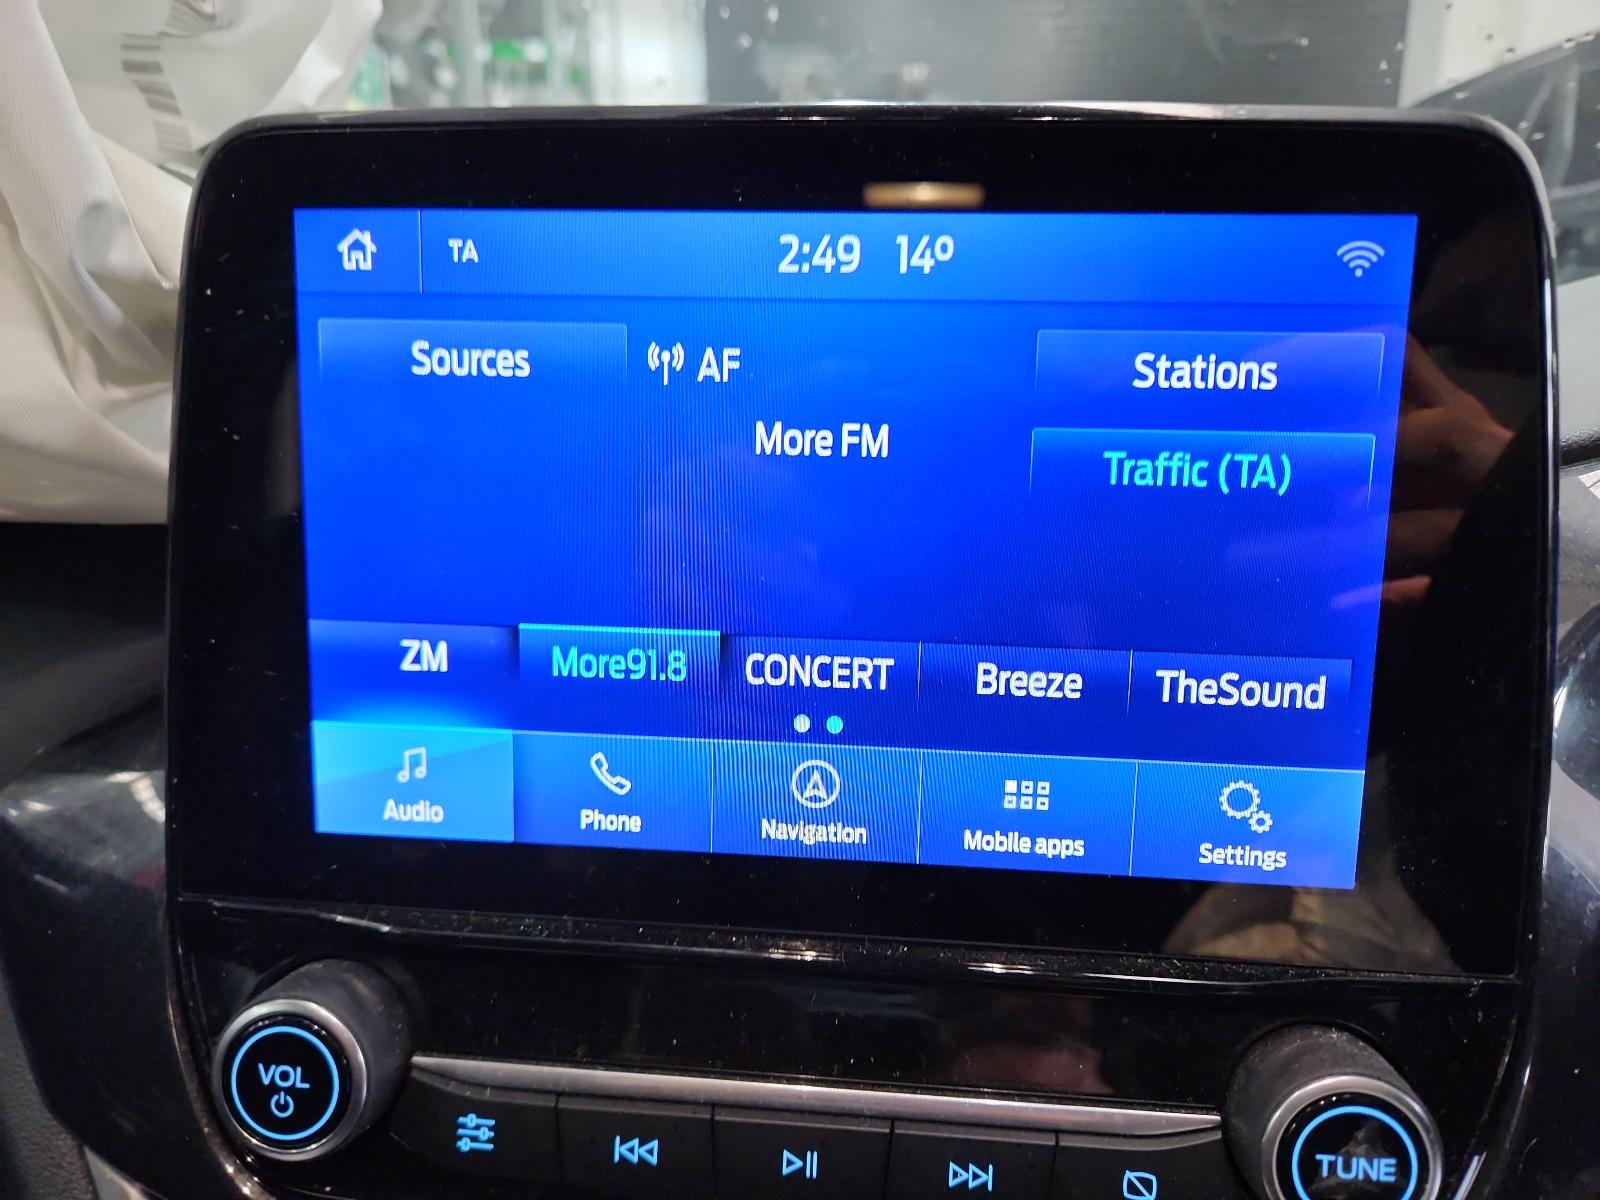 TA
2:49 14º
Sources
AF
Stations
More FM
Traffic (TA)
ZM
More91.8
CONCERT
Breeze
TheSound
Audio
Phone
Navigation
Mobile apps
Settings
VOL
TUNE